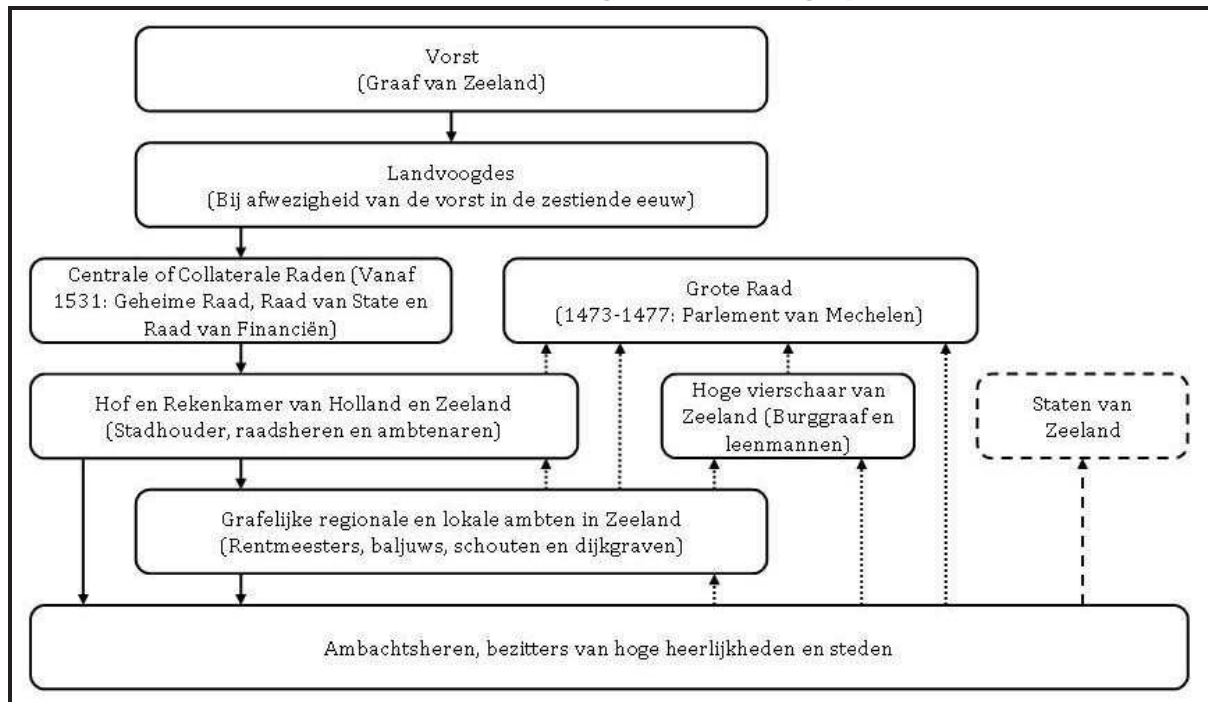 Vorst
(Graaf van Zeeland)
Landvoogdes
(Bij afwezigheid van de vorst in de zestiende eeuw)
Centrale of Collaterale Raden (Vanaf
1531: Geheime Raad, Raad van State en
Raad van Financiën)
Grote Raad
(1473-1477: Parlement van Mechelen)
Hof en Rekenkamer van Holland en Zeeland
(Stadhouder, raadsheren en ambtenaren)
Hoge vierschaar van
Zeeland (Burggraaf en
leenmannen)
Staten van
Zeeland
Grafelijke regionale en lokale ambten in Zeeland
(Rentmeesters, baljuws, schouten en dijkgraven)
Ambachtsheren, bezitters van hoge heerlijkheden en steden